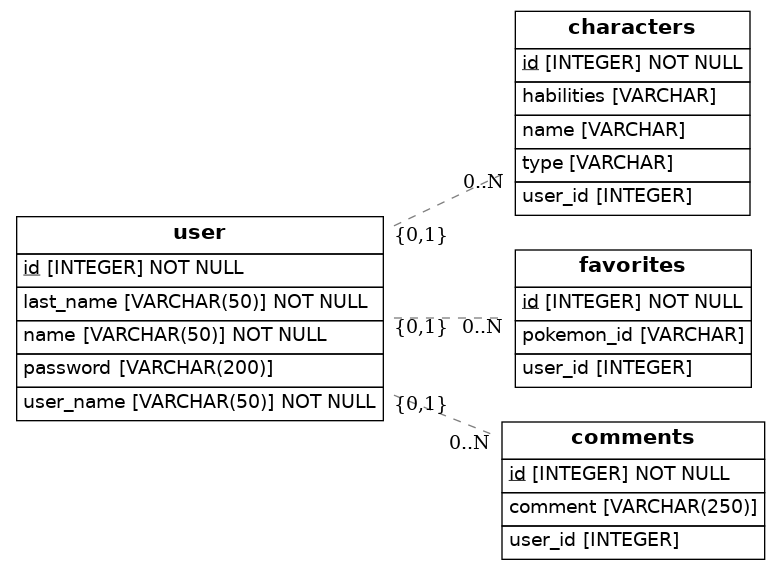 characters
id [INTEGER] NOT NULL
habilities [VARCHAR]
name [VARCHAR]
type [VARCHAR]
user_id [INTEGER]
0..N
{0,1}
user
id [INTEGER] NOT NULL
last_name [VARCHAR(50)] NOT NULL
name [VARCHAR(50)] NOT NULL
password [VARCHAR(200)]
user_name [VARCHAR(50)] NOT NULL
favorites
id [INTEGER] NOT NULL
pokemon_id [VARCHAR]
user_id [INTEGER]
{0,1} 0..N
{0,1}
0..N
comments
id [INTEGER] NOT NULL
comment [VARCHAR(250)]
user_id [INTEGER]